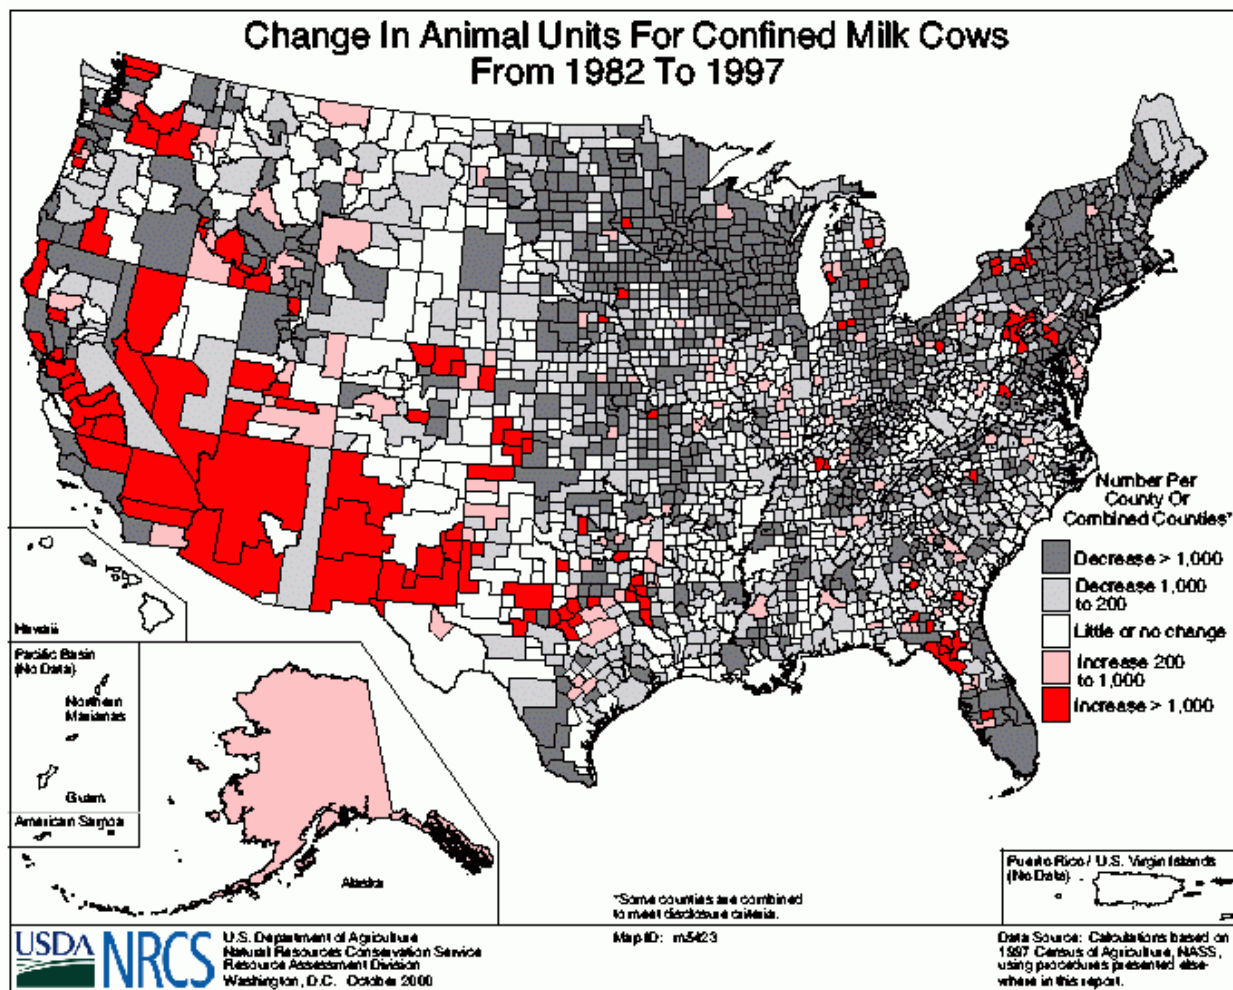 Change In Animal Units For Confined Milk Cows
From 1982 To 1997
Number Per
County Or
Combined Counties*
Decrease > 1,000
Decrease 1,000
to 200
Little or no change
Increase 200
to 1,000
Increase > 1,000
Hawaii
Pacific Basin
(No Data)
Northern
Marianas
Guam
American Samoa
Alaska
*Some counties are combined
to meet disclosure criteria.
Puerto Rico / U.S. Virgin Islands
(No Data)
USDA
NRCS
U.S. Department of Agriculture
Natural Resources Conservation Service
Resource Assessment Division
Washington, D.C. October 2000
Map ID: m5423
Data Source: Calculations based on
1997 Census of Agriculture, NASS,
using procedures presented else-
where in this report.